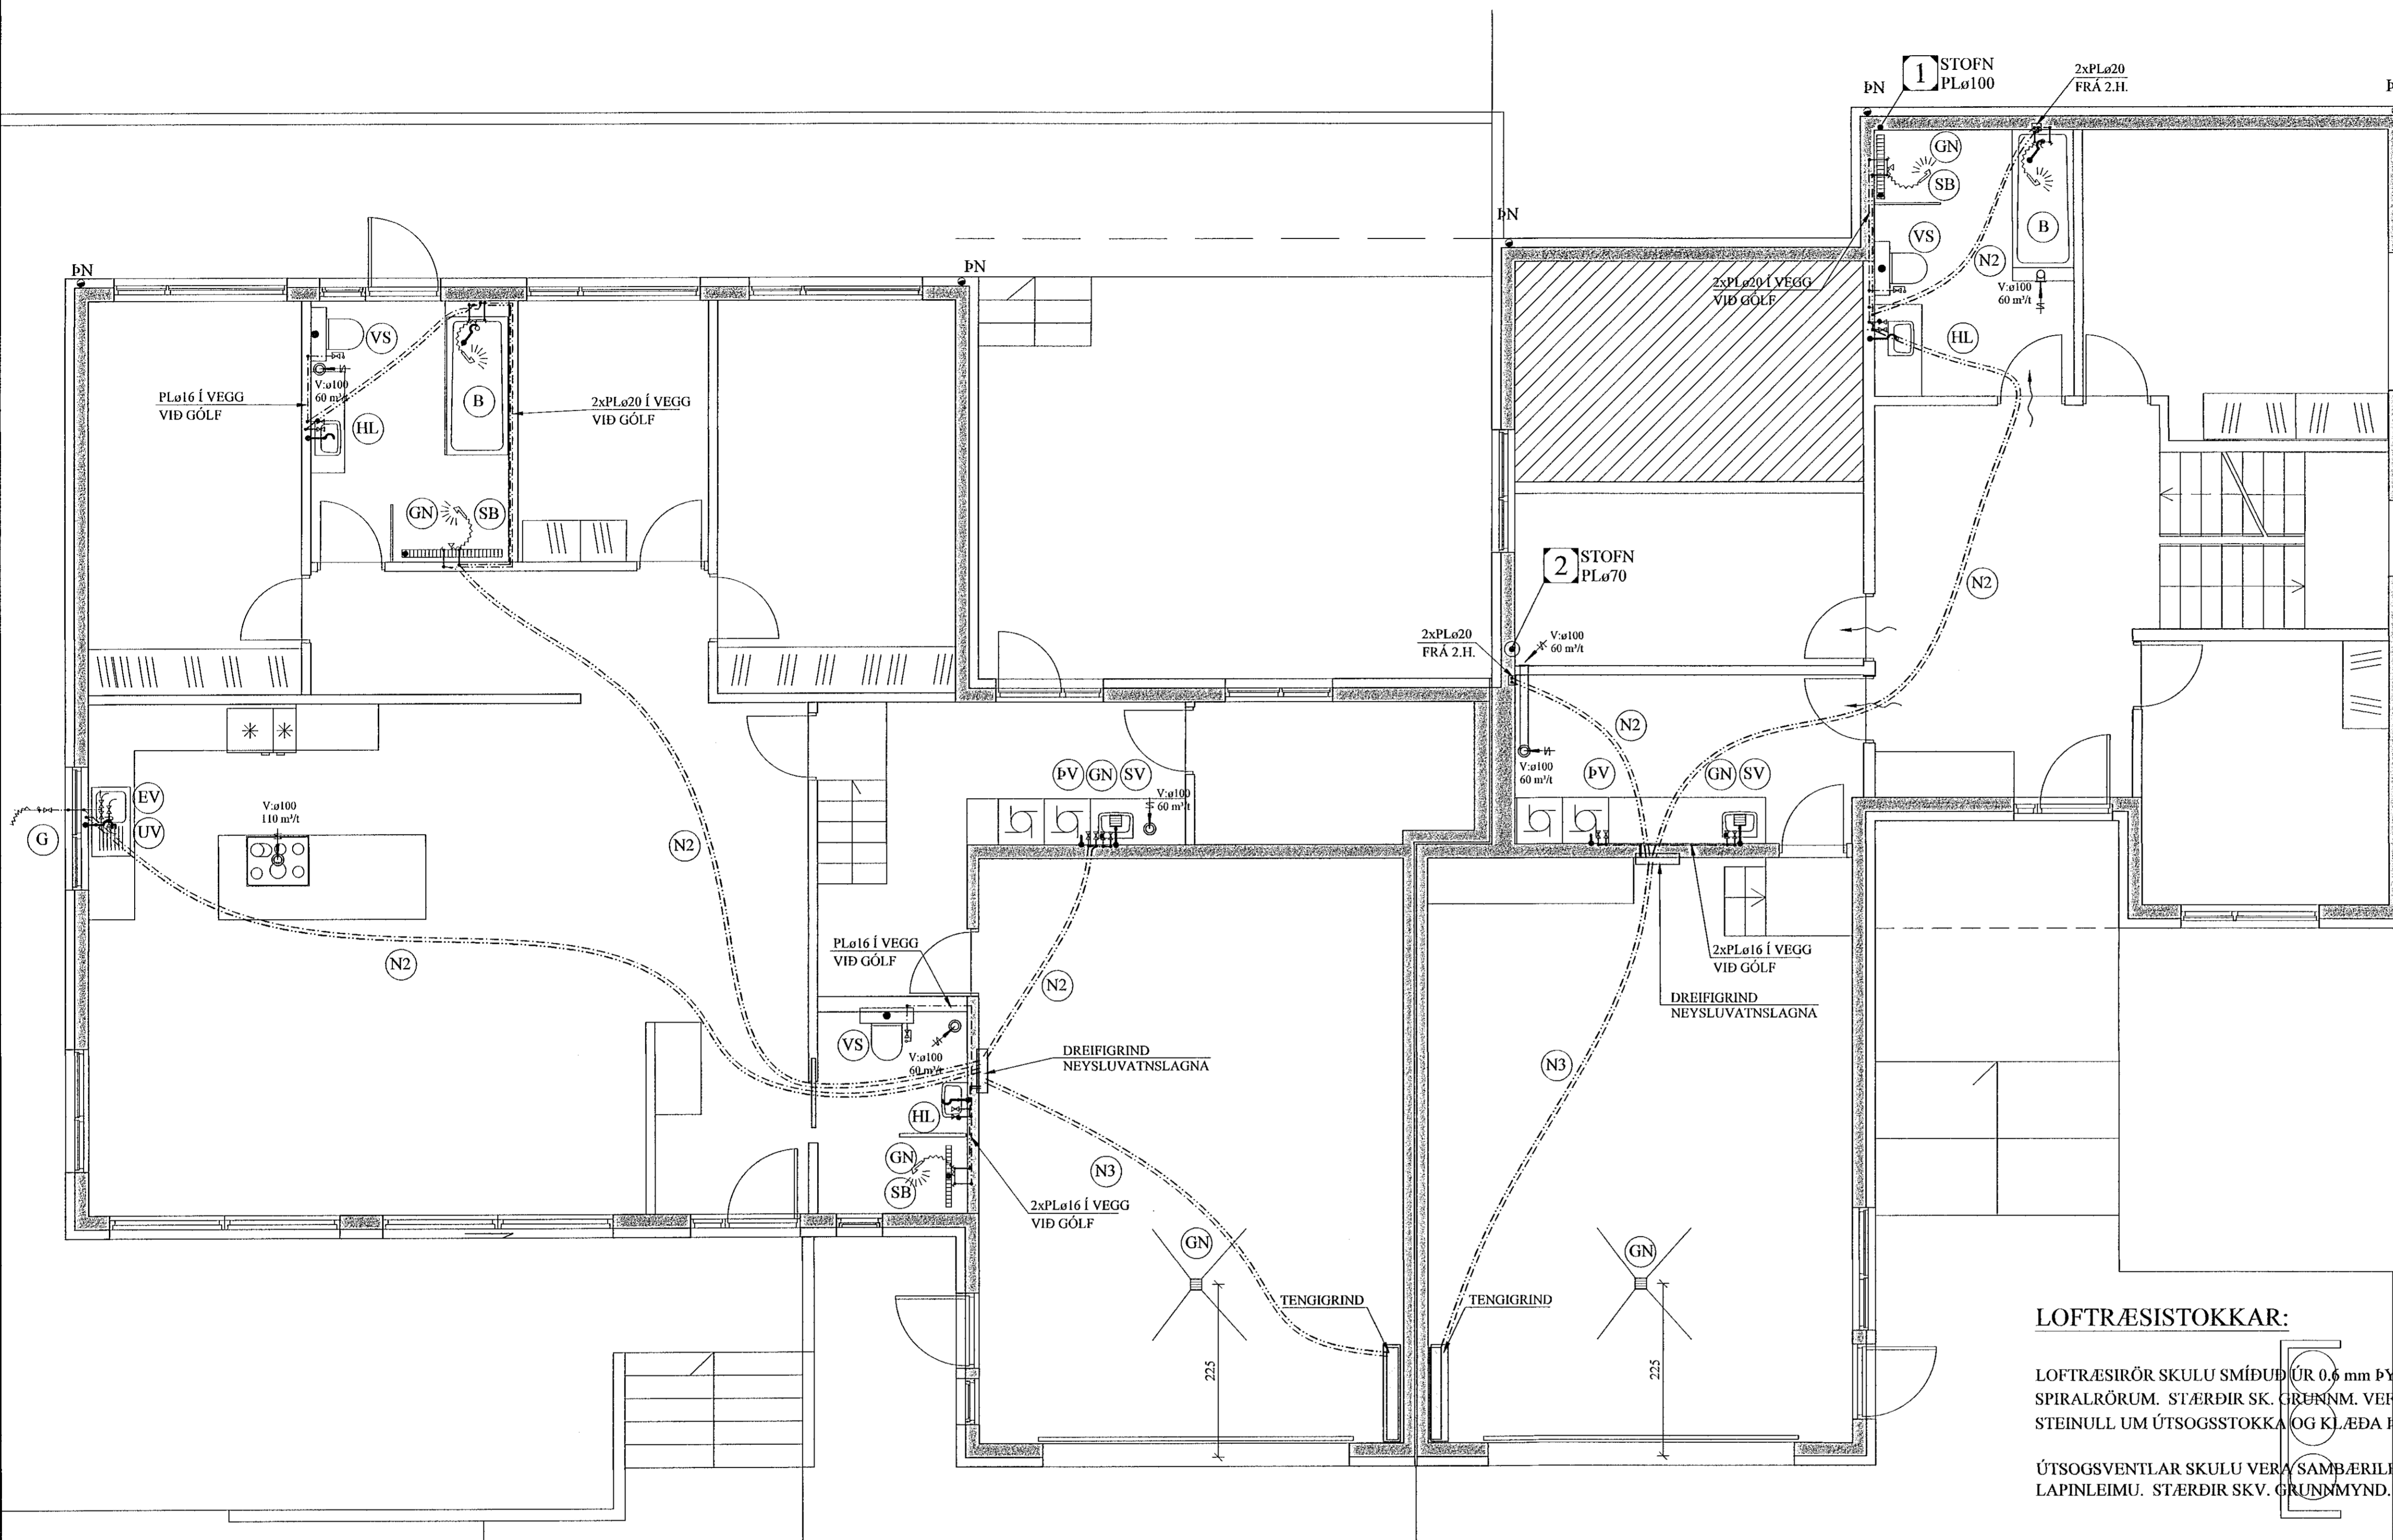 1
STOFN
PLø100
2xPLø20
FRÁ 2.H.
ÞN
GN
SB
B
VS
N2
V:ø100
60 m³/t
HL
2xPLø20 Í VEGG
VIÐ GÓLF
ÞN
ÞN
ÞN
VS
V:ø100
60 m³/t
PLø16 Í VEGG
VIÐ GÓLF
B
2xPLø20 Í VEGG
VIÐ GÓLF
HL
GN
SB
2
STOFN
PLø70
N2
2xPLø20
FRÁ 2.H.
V:ø100
60 m³/t
N2
V:ø100
60 m³/t
ÞV
GN
SV
ÞV
GN
SV
V:ø100
60 m³/t
EV
UV
G
V:ø100
110 m³/t
N2
N2
PLø16 Í VEGG
VIÐ GÓLF
N2
2xPLø16 Í VEGG
VIÐ GÓLF
DREIFIGRIND
NEYSLUVATNSLAGNA
VS
V:ø100
60 m³/t
DREIFIGRIND
NEYSLUVATNSLAGNA
N3
HL
GN
SB
N3
2xPLø16 Í VEGG
VIÐ GÓLF
GN
GN
TENGIGRIND
TENGIGRIND
225
225
LOFTRÆSISTOKKAR:
LOFTRÆSIRÖR SKULU SMÍÐUÐ ÚR 0.6 mm
SPIRALRÖRUM. STÆRÐIR SK. GRUNNM.
STEINULL UM ÚTSOGSSTOKKA OG KLÆÐA
ÚTSOGSVENTLAR SKULU VERA
LAPINLEIMU. STÆRÐIR SKV. GRUNNMYND.